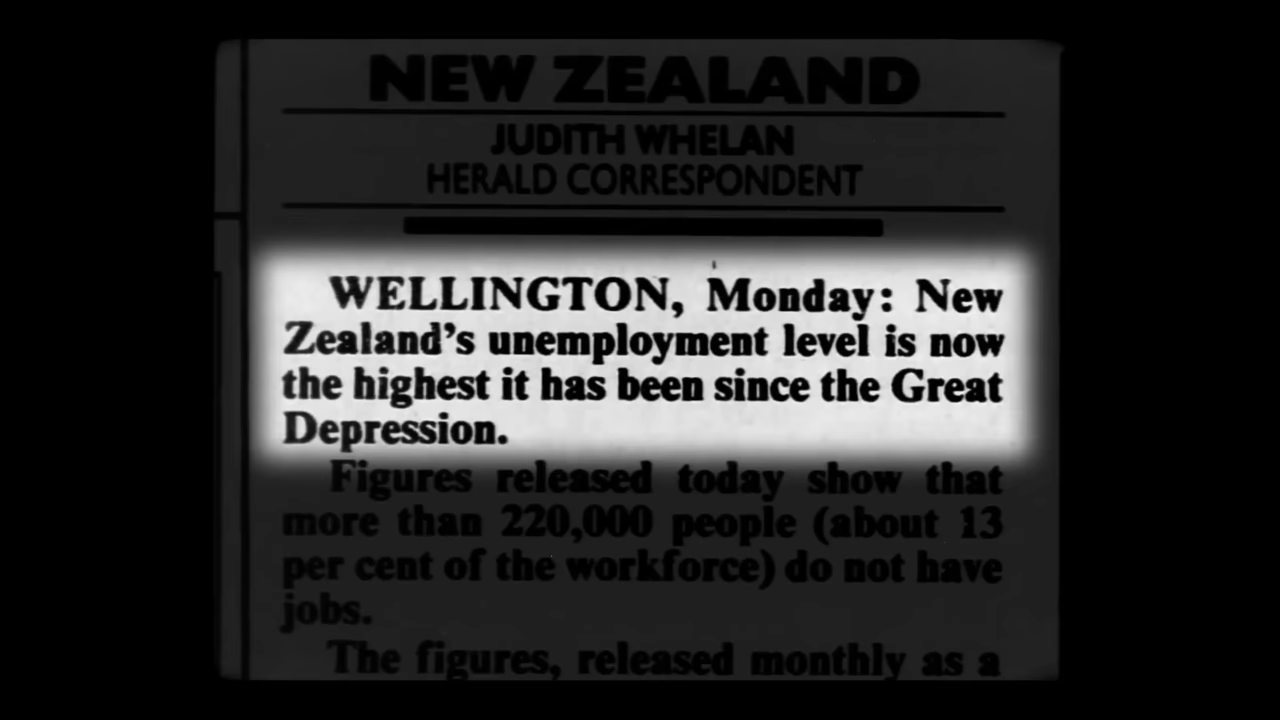 NEW ZEALAND
JUDITH WHELAN
HERALD CORRESPONDENT
WELLINGTON, Monday: New
Zealand's unemployment level is now
the highest it has been since the Great
Depression.
Figures released today show that
more than 220,000 people (about 13
per cent of the workforce) do not have
jobs.
The figures, released monthly as a